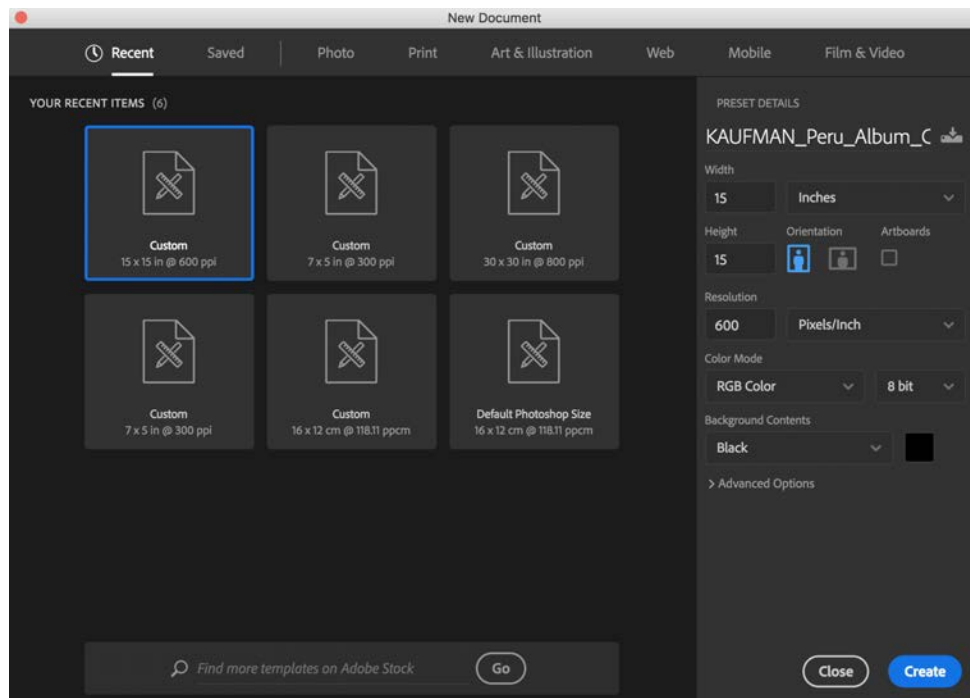 New Document
Recent Saved Photo Print Art & Illustration Web Mobile Film & Video
YOUR RECENT ITEMS (6)
Custom
15 x 15 in @ 600 ppi
Custom
7 x 5 in @ 300 ppi
Custom
30 x 30 in @ 800 ppi
Custom
7 x 5 in @ 300 ppi
Custom
16 x 12 cm @ 118.11 ppcm
Default Photoshop Size
16 x 12 cm @ 118.11 ppcm
Find more templates on Adobe Stock Go
PRESET DETAILS
KAUFMAN_Peru_Album_C
Width
15 Inches
Height Orientation Artboards
15
Resolution
600 Pixels/Inch
Color Mode
RGB Color 8 bit
Background Contents
Black
> Advanced Options
Close Create